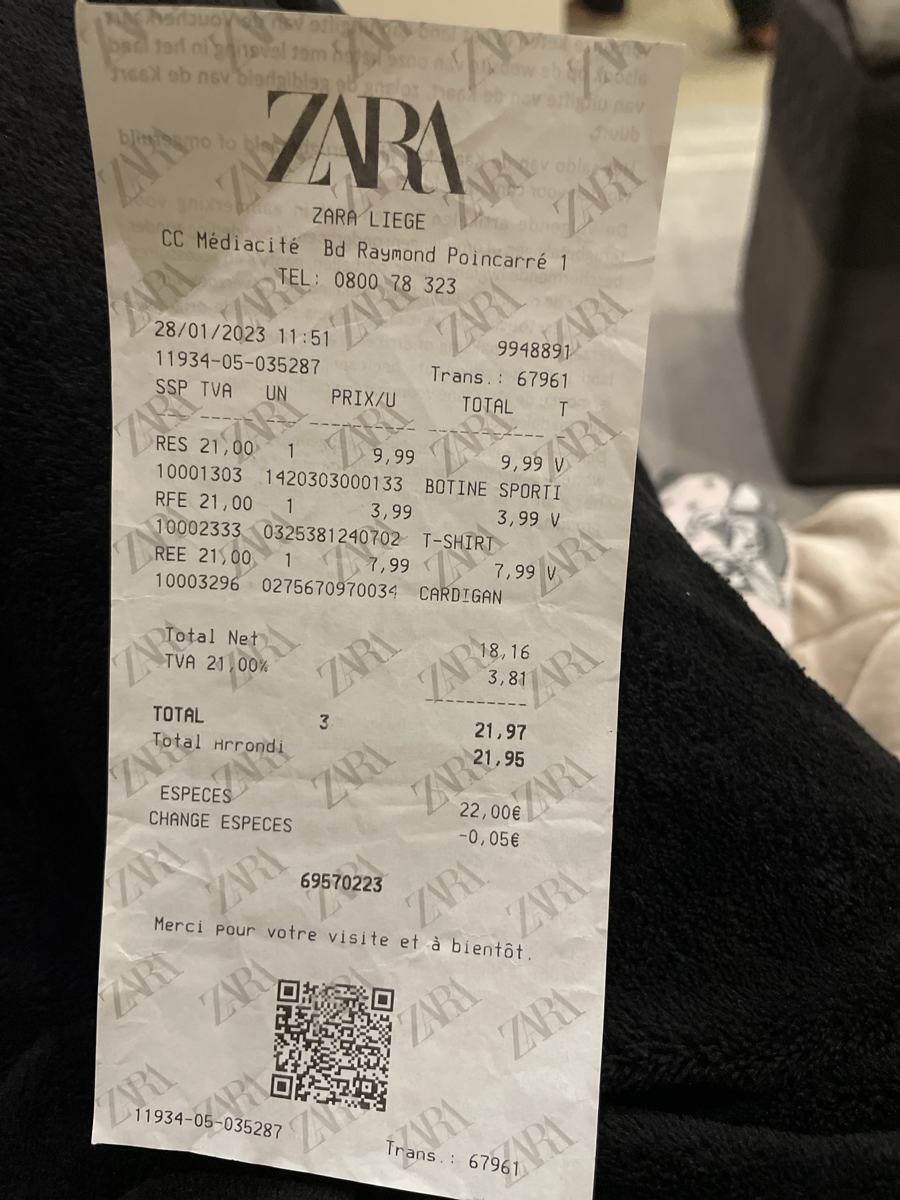 ZARA
ZARA LIEGE
CC Médiacité Bd Raymond Poincarré 1
TEL: 0800 78 323
28/01/2023 11:51 9948891
11934-05-035287 Trans.: 67961
SSP TVA UN PRIX/U TOTAL T
RES 21,00 1 9,99 9,99 V
10001303 1420303000133 BOTINE SPORTI
RFE 21,00 1 3,99 3,99 V
10002333 0325381240702 T-SHIRT
REE 21,00 1 7,99 7,99 V
10003296 0275670970034 CARDIGAN
Total Net 18,16
TVA 21,00% 3,81
TOTAL 3 21,97
Total Arrondi 21,95
ESPECES 22,00€
CHANGE ESPECES -0,05€
69570223
Merci pour votre visite et à bientôt.
11934-05-035287
Trans.: 67961